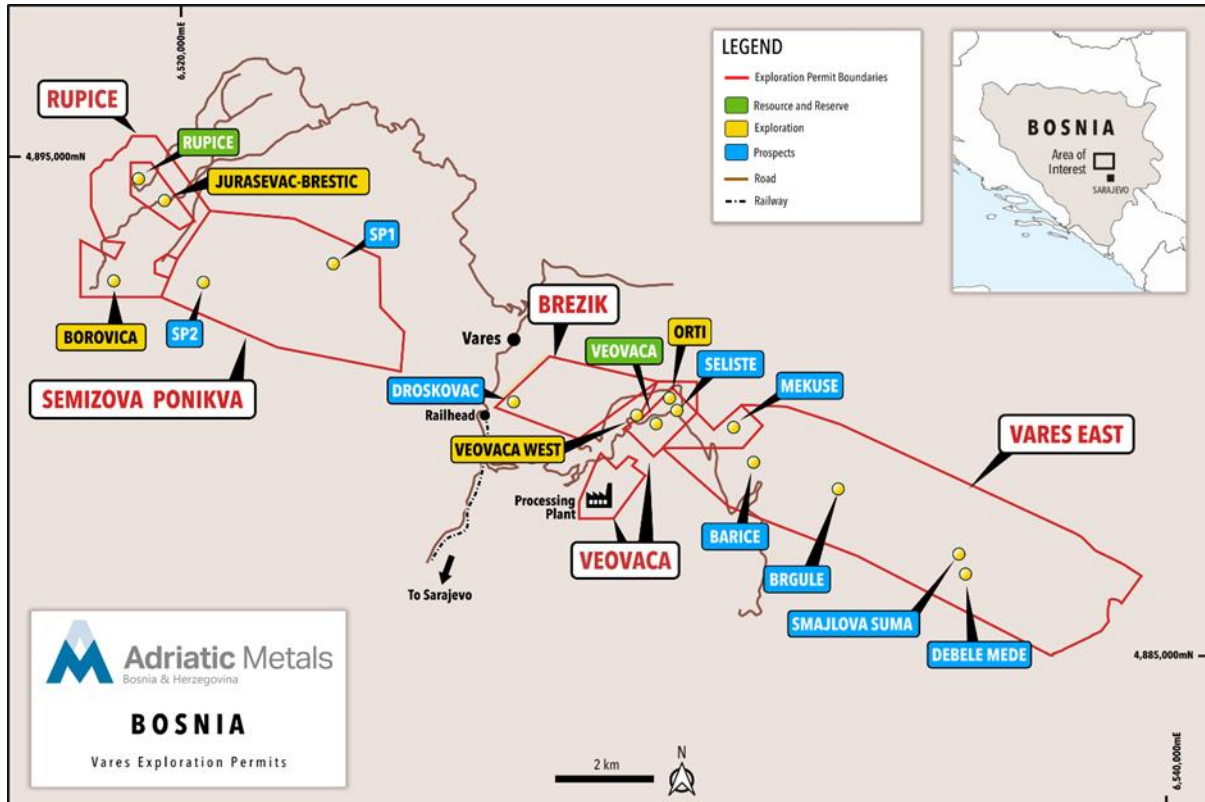 6,520,000mE
4,895,000mN
RUPICE
RUPICE
JURASEVAC-BRESTIC
SP1
BOROVICA
SP2
SEMIZOVA PONIKVA
LEGEND
Exploration Permit Boundaries
Resource and Reserve
Exploration
Prospects
Road
Railway
BOSNIA
Area of
Interest
SARAJEVO
Vares
BREZIK
VEOVACA
ORTI
SELISTE
MEKUSE
DROSKOVAC
Railhead
VEOVACA WEST
VARES EAST
Processing
Plant
VEOVACA
BARICE
BRGULE
SMAJLOVA SUMA
DEBELE MEDE
To Sarajevo
4,885,000mN
6,540,000mE
Adriatic Metals
Bosnia & Herzegovina
BOSNIA
Vares Exploration Permits
2 km
N